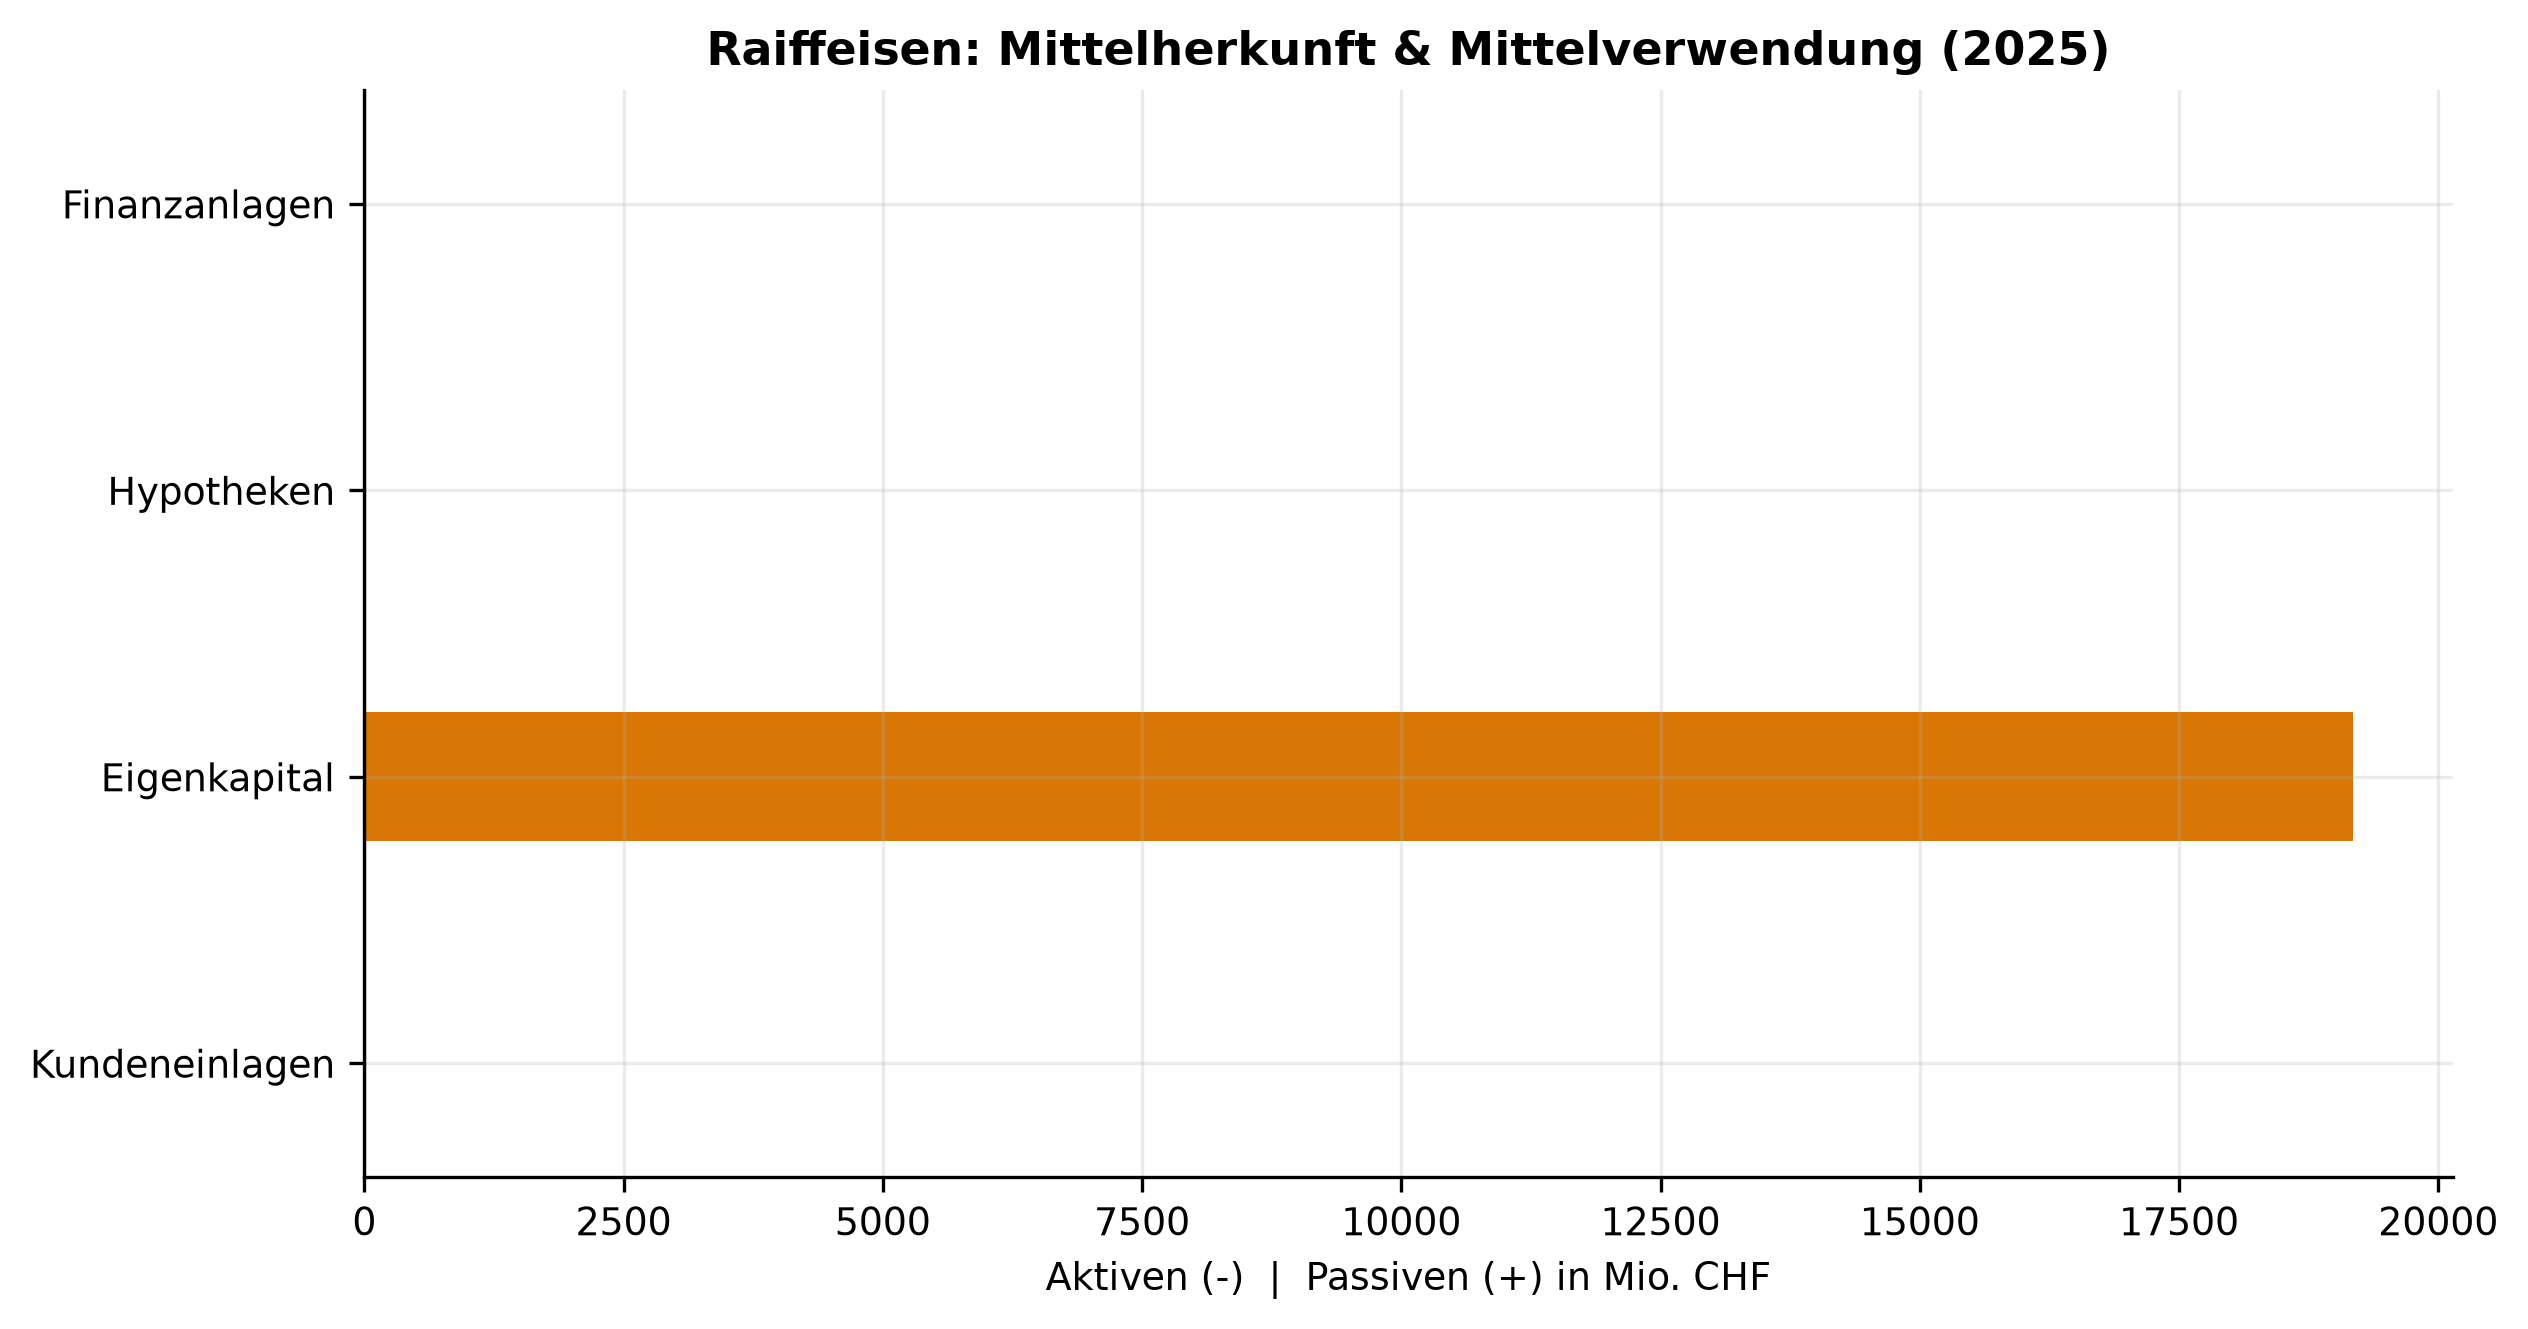 Raiffeisen: Mittelherkunft & Mittelverwendung (2025)
Finanzanlagen
Hypotheken
Eigenkapital
Kundeneinlagen
0 2500 5000 7500 10000 12500 15000 17500 20000
Aktiven (-) | Passiven (+) in Mio. CHF